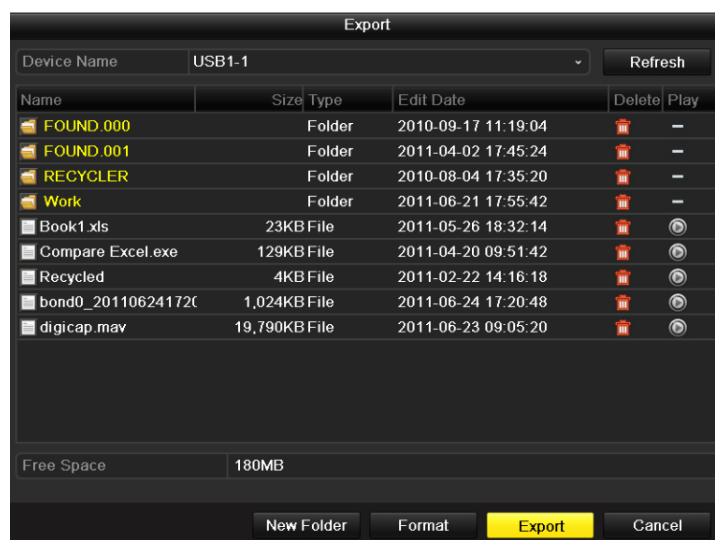 Export
Device Name USB1-1 Refresh
Name Size Type Edit Date Delete Play
FOUND.000 Folder 2010-09-17 11:19:04 –
FOUND.001 Folder 2011-04-02 17:45:24 –
RECYCLER Folder 2010-08-04 17:35:20 –
Work Folder 2011-06-21 17:55:42 –
Book1.xls 23KB File 2011-05-26 18:32:14
Compare Excel.exe 129KB File 2011-04-20 09:51:42
Recycled 4KB File 2011-02-22 14:16:18
bond0_20110624172( 1,024KB File 2011-06-24 17:20:48
digicap.mav 19,790KB File 2011-06-23 09:05:20
Free Space 180MB
New Folder Format Export Cancel